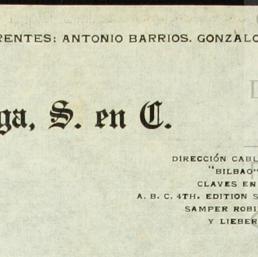 RENTES: ANTONIO BARRIOS. GONZALO
ga, S. en C.
DIRECCIÓN CABL
"BILBAO"
CLAVES EN
A. B. C. 4TH. EDITION S
SAMPER ROBI
Y LIEBER